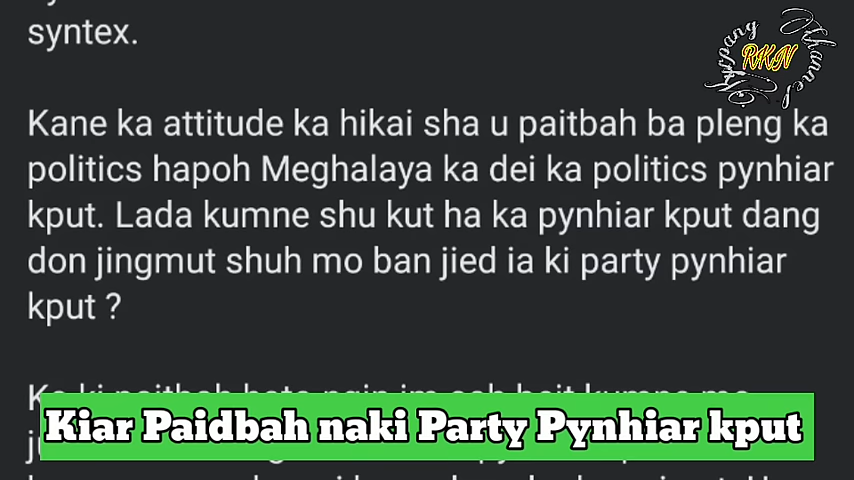 syntex.
Kane ka attitude ka hikai sha u paitbah ba pleng ka
politics hapoh Meghalaya ka dei ka politics pynhiar
kput. Lada kumne shu kut ha ka pynhiar kput dang
don jingmut shuh mo ban jied ia ki party pynhiar
kput ?
Kiar Paidbah naki Party Pynhiar kput
RKN
Channel